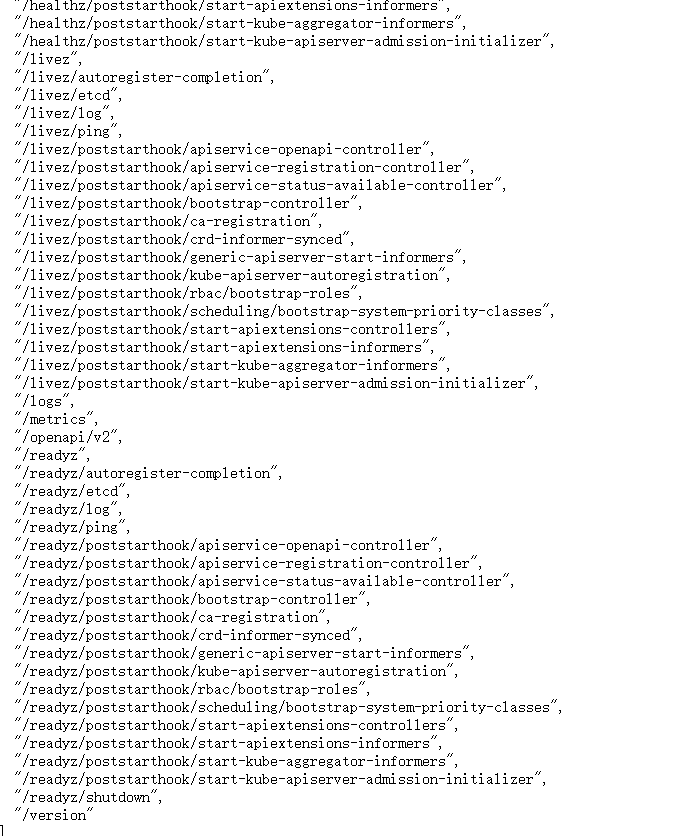 "/healthz/poststarthook/start-apiextensions-informers",
"/healthz/poststarthook/start-kube-aggregator-informers",
"/healthz/poststarthook/start-kube-apiserver-admission-initializer",
"/livez",
"/livez/autoregister-completion",
"/livez/etcd",
"/livez/log",
"/livez/ping",
"/livez/poststarthook/apiservice-openapi-controller",
"/livez/poststarthook/apiservice-registration-controller",
"/livez/poststarthook/apiservice-status-available-controller",
"/livez/poststarthook/bootstrap-controller",
"/livez/poststarthook/ca-registration",
"/livez/poststarthook/crd-informer-synced",
"/livez/poststarthook/generic-apiserver-start-informers",
"/livez/poststarthook/kube-apiserver-autoregistration",
"/livez/poststarthook/rbac/bootstrap-roles",
"/livez/poststarthook/scheduling/bootstrap-system-priority-classes",
"/livez/poststarthook/start-apiextensions-controllers",
"/livez/poststarthook/start-apiextensions-informers",
"/livez/poststarthook/start-kube-aggregator-informers",
"/livez/poststarthook/start-kube-apiserver-admission-initializer",
"/logs",
"/metrics",
"/openapi/v2",
"/readyz",
"/readyz/autoregister-completion",
"/readyz/etcd",
"/readyz/log",
"/readyz/ping",
"/readyz/poststarthook/apiservice-openapi-controller",
"/readyz/poststarthook/apiservice-registration-controller",
"/readyz/poststarthook/apiservice-status-available-controller",
"/readyz/poststarthook/bootstrap-controller",
"/readyz/poststarthook/ca-registration",
"/readyz/poststarthook/crd-informer-synced",
"/readyz/poststarthook/generic-apiserver-start-informers",
"/readyz/poststarthook/kube-apiserver-autoregistration",
"/readyz/poststarthook/rbac/bootstrap-roles",
"/readyz/poststarthook/scheduling/bootstrap-system-priority-classes",
"/readyz/poststarthook/start-apiextensions-controllers",
"/readyz/poststarthook/start-apiextensions-informers",
"/readyz/poststarthook/start-kube-aggregator-informers",
"/readyz/poststarthook/start-kube-apiserver-admission-initializer",
"/readyz/shutdown",
"/version"
]